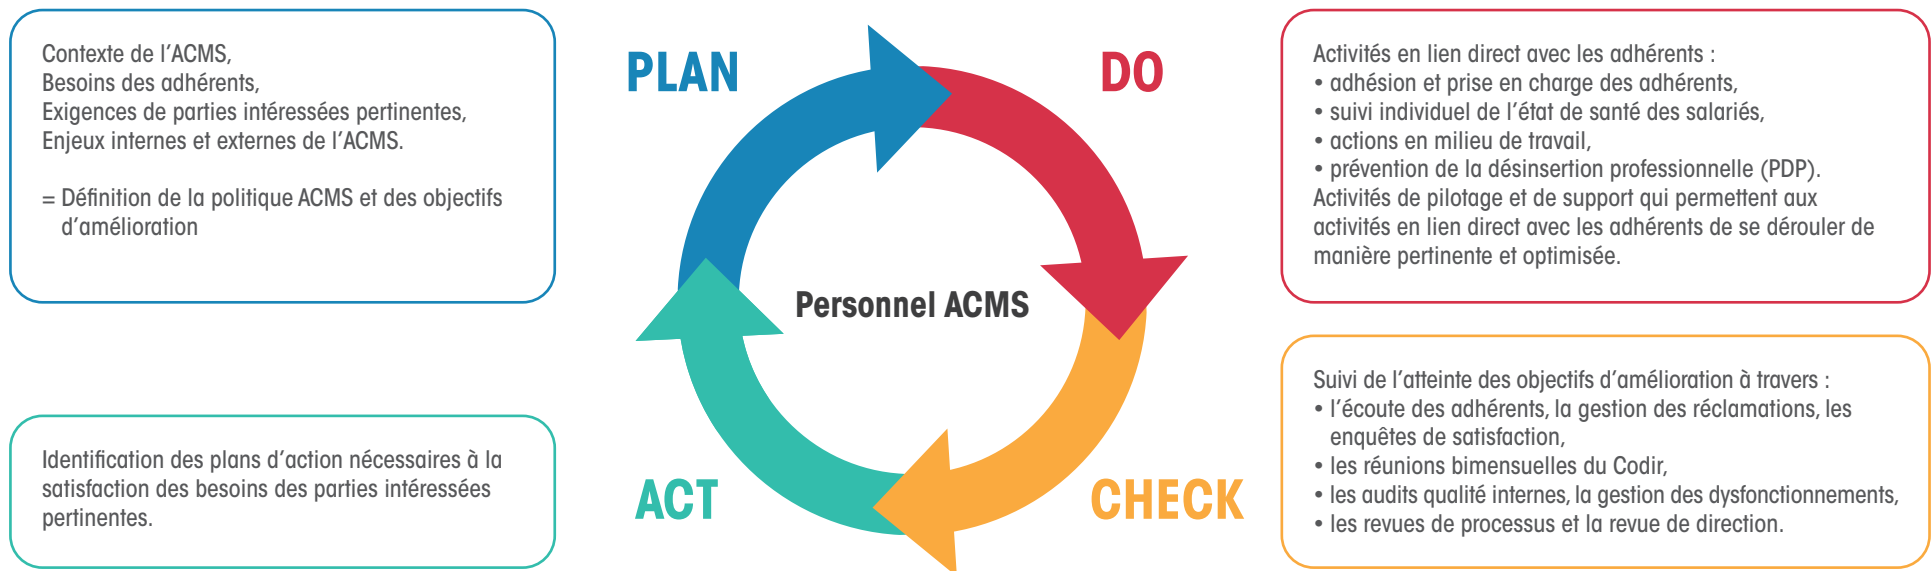 Contexte de l’ACMS,
Besoins des adhérents,
Exigences de parties intéressées pertinentes,
Enjeux internes et externes de l’ACMS.
= Définition de la politique ACMS et des objectifs
d’amélioration
PLAN
DO
Activités en lien direct avec les adhérents :
• adhésion et prise en charge des adhérents,
• suivi individuel de l’état de santé des salariés,
• actions en milieu de travail,
• prévention de la désinsertion professionnelle (PDP).
Activités de pilotage et de support qui permettent aux
activités en lien direct avec les adhérents de se dérouler de
manière pertinente et optimisée.
Personnel ACMS
Identification des plans d’action nécessaires à la
satisfaction des besoins des parties intéressées
pertinentes.
ACT
CHECK
Suivi de l’atteinte des objectifs d’amélioration à travers :
• l’écoute des adhérents, la gestion des réclamations, les
enquêtes de satisfaction,
• les réunions bimensuelles du Codir,
• les audits qualité internes, la gestion des dysfonctionnements,
• les revues de processus et la revue de direction.